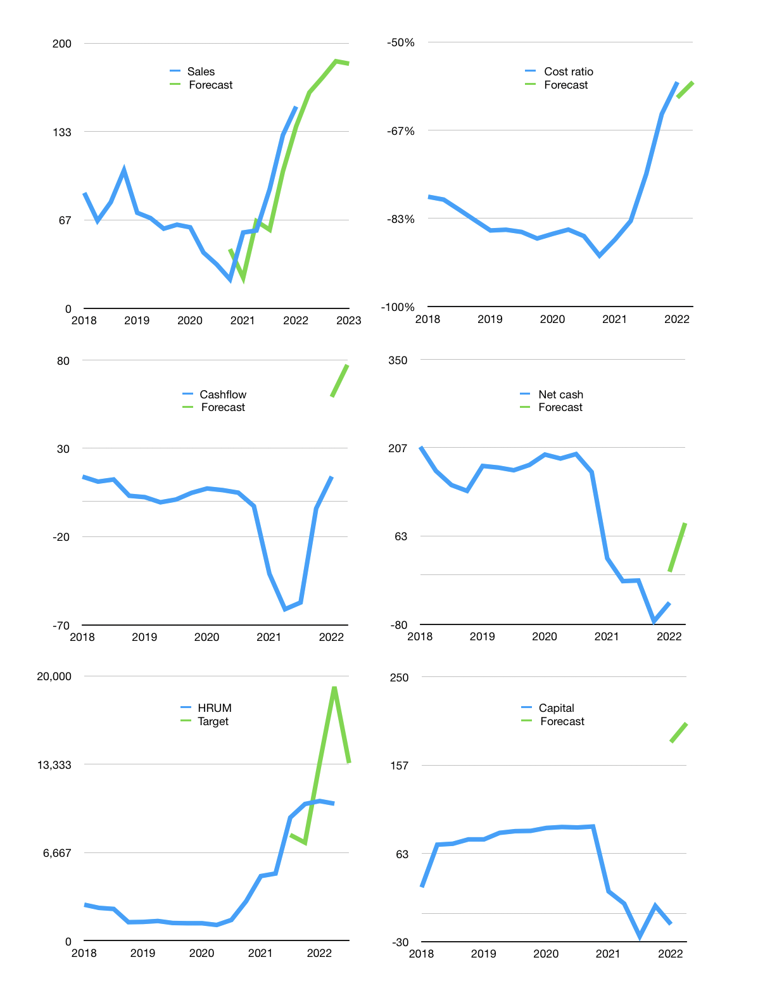 200
Sales
Forecast
133
67
0
2018 2019 2020 2021 2022 2023
-50%
Cost ratio
Forecast
-67%
-83%
-100%
2018 2019 2020 2021 2022
80
Cashflow
Forecast
30
-20
-70
2018 2019 2020 2021 2022
350
Net cash
Forecast
207
63
-80
2018 2019 2020 2021 2022
20,000
HRUM
Target
13,333
6,667
0
2018 2019 2020 2021 2022
250
Capital
Forecast
157
63
-30
2018 2019 2020 2021 2022